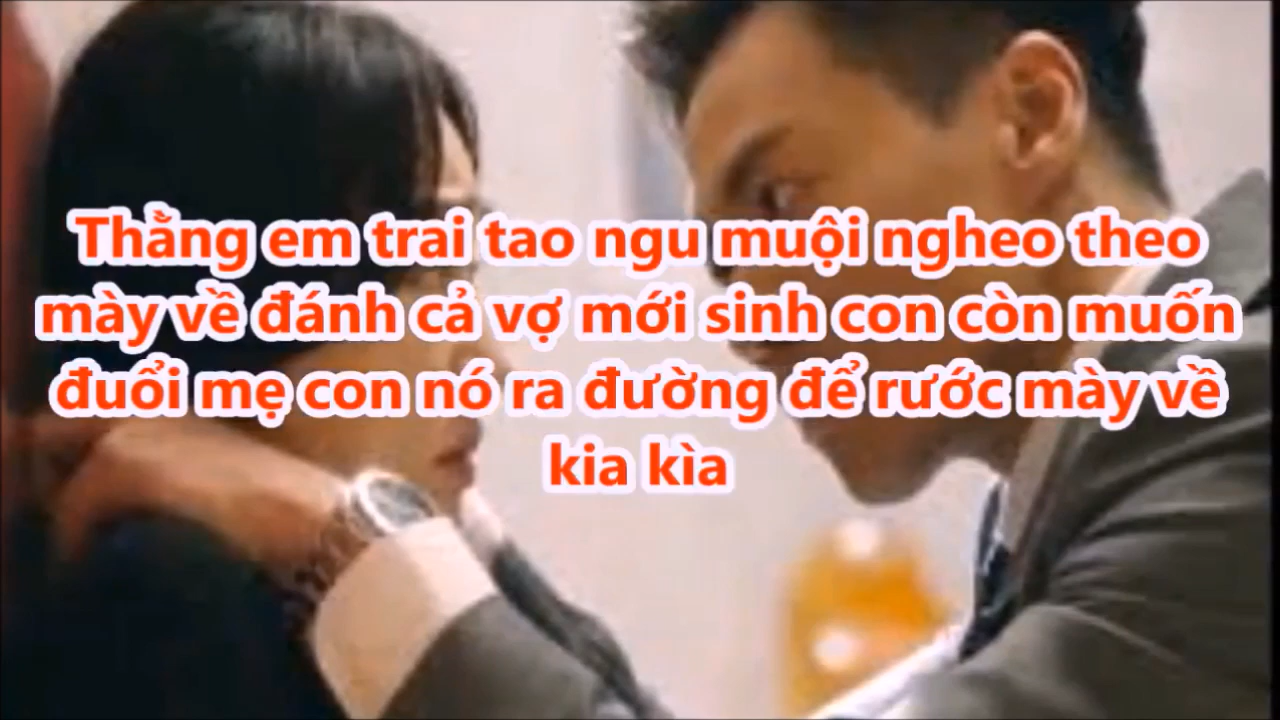 Thằng em trai tao ngu muội ngheo theo
mày về đánh cả vợ mới sinh con còn muốn
đuổi mẹ con nó ra đường để rước mày về
kia kìa